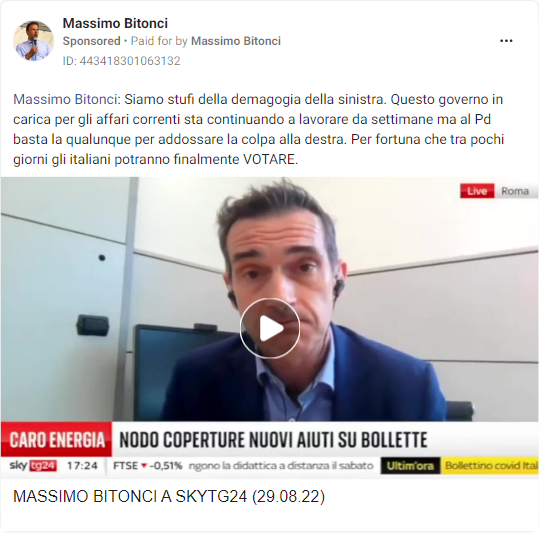 Massimo Bitonci
Sponsored • Paid for by Massimo Bitonci
ID: 443418301063132
Massimo Bitonci: Siamo stufi della demagogia della sinistra. Questo governo in
carica per gli affari correnti sta continuando a lavorare da settimane ma al Pd
basta la qualunque per addossare la colpa alla destra. Per fortuna che tra pochi
giorni gli italiani potranno finalmente VOTARE.
Live Roma
CARO ENERGIA NODO COPERTURE NUOVI AIUTI SU BOLLETTE
sky tg24 17:24 FTSE ▼ -0,51% ngono la didattica a distanza il sabato Ultim'ora Bollettino covid Ital
MASSIMO BITONCI A SKYTG24 (29.08.22)